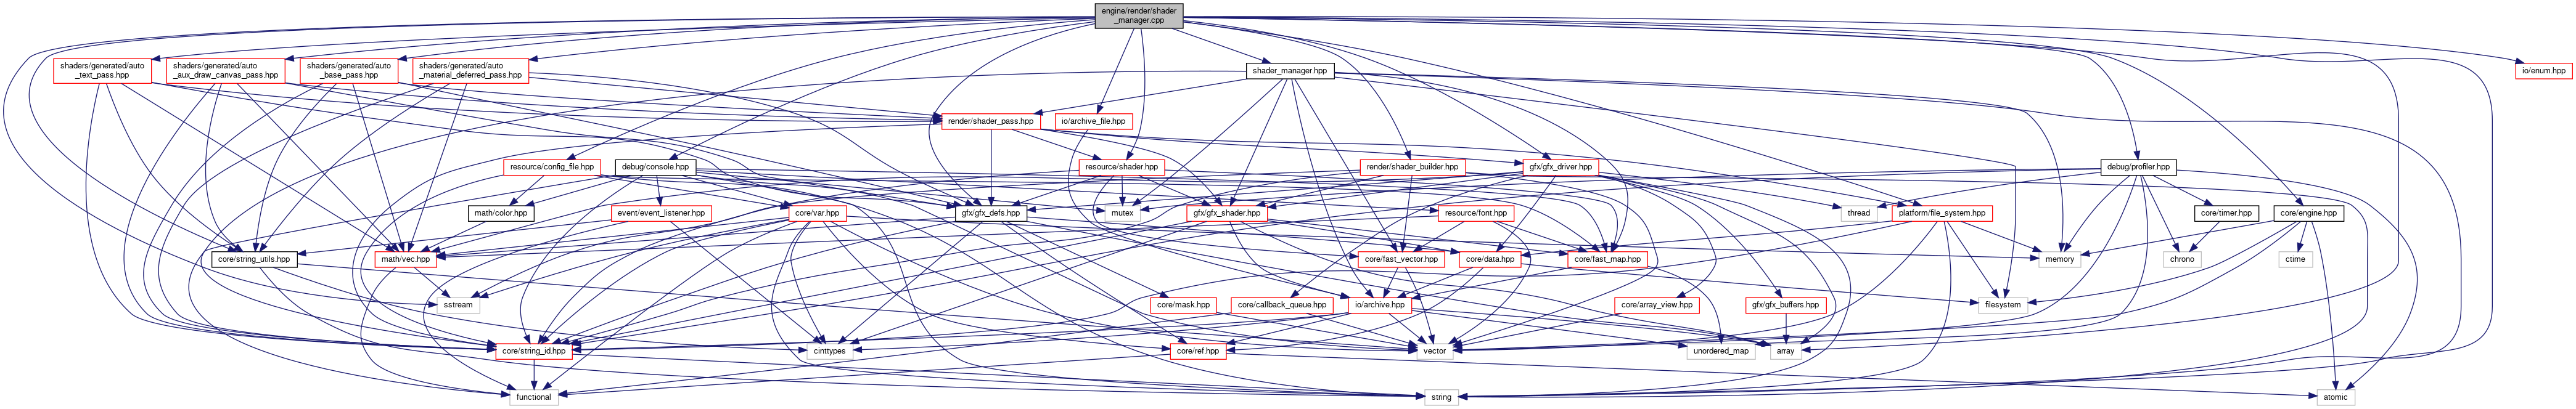 engine/render/shader
_manager.cpp
shaders/generated/auto
_text_pass.hpp
shaders/generated/auto
_aux_draw_canvas_pass.hpp
shaders/generated/auto
_base_pass.hpp
shaders/generated/auto
_material_deferred_pass.hpp
shader_manager.hpp
io/enum.hpp
render/shader_pass.hpp
io/archive_file.hpp
resource/config_file.hpp
debug/console.hpp
resource/shader.hpp
render/shader_builder.hpp
gfx/gfx_driver.hpp
debug/profiler.hpp
math/color.hpp
event/event_listener.hpp
core/var.hpp
gfx/gfx_defs.hpp
mutex
gfx/gfx_shader.hpp
resource/font.hpp
thread
platform/file_system.hpp
core/timer.hpp
core/engine.hpp
core/string_utils.hpp
math/vec.hpp
core/fast_vector.hpp
core/data.hpp
core/fast_map.hpp
memory
chrono
ctime
sstream
core/mask.hpp
core/callback_queue.hpp
io/archive.hpp
core/array_view.hpp
gfx/gfx_buffers.hpp
filesystem
core/string_id.hpp
cinttypes
core/ref.hpp
vector
unordered_map
array
functional
string
atomic